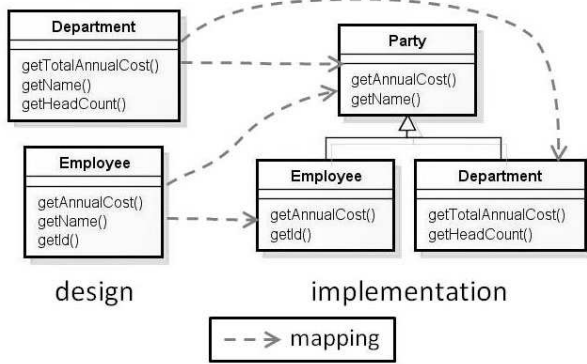 Department
getTotalAnnualCost()
getName()
getHeadCount()
Employee
getAnnualCost()
getName()
getId()
design
Party
getAnnualCost()
getName()
Employee
getAnnualCost()
getId()
Department
getTotalAnnualCost()
getHeadCount()
implementation
mapping